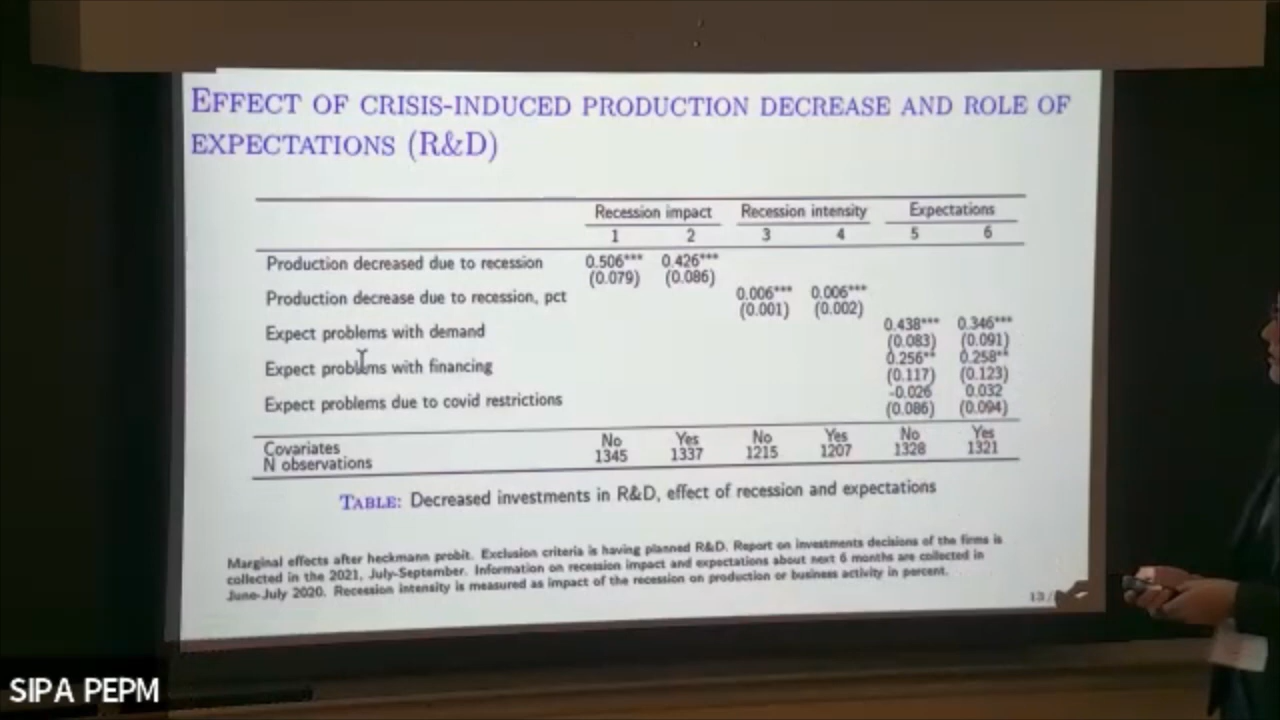 EFFECT OF CRISIS-INDUCED PRODUCTION DECREASE AND ROLE OF
EXPECTATIONS (R&D)
Recession impact Recession intensity Expectations
1 2 3 4 5 6
Production decreased due to recession 0.506*** 0.426***
(0.079) (0.086)
Production decrease due to recession, pct 0.006*** 0.006***
(0.001) (0.002)
Expect problems with demand 0.438*** 0.346***
(0.083) (0.091)
Expect problems with financing 0.256** 0.258**
(0.117) (0.123)
Expect problems due to covid restrictions -0.026 0.032
(0.086) (0.094)
Covariates No Yes No Yes No Yes
N observations 1345 1337 1215 1207 1328 1321
TABLE: Decreased investments in R&D, effect of recession and expectations
Marginal effects after heckmann probit. Exclusion criteria is having planned R&D. Report on investments decisions of the firms is
collected in the 2021, July-September. Information on recession impact and expectations about next 6 months are collected in
June-July 2020. Recession intensity is measured as impact of the recession on production or business activity in percent.
13/
SIPA PEPM